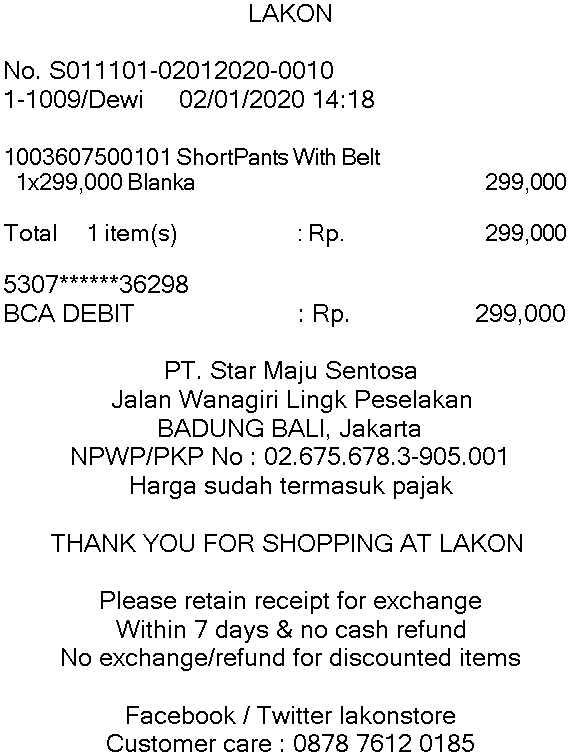 LAKON
No. S011101-02012020-0010
1-1009/Dewi 02/01/2020 14:18
1003607500101 ShortPants With Belt
1x299,000 Blanka 299,000
Total 1 item(s) : Rp. 299,000
5307******36298
BCA DEBIT : Rp. 299,000
PT. Star Maju Sentosa
Jalan Wanagiri Lingk Peselakan
BADUNG BALI, Jakarta
NPWP/PKP No : 02.675.678.3-905.001
Harga sudah termasuk pajak
THANK YOU FOR SHOPPING AT LAKON
Please retain receipt for exchange
Within 7 days & no cash refund
No exchange/refund for discounted items
Facebook / Twitter lakonstore
Customer care : 0878 7612 0185